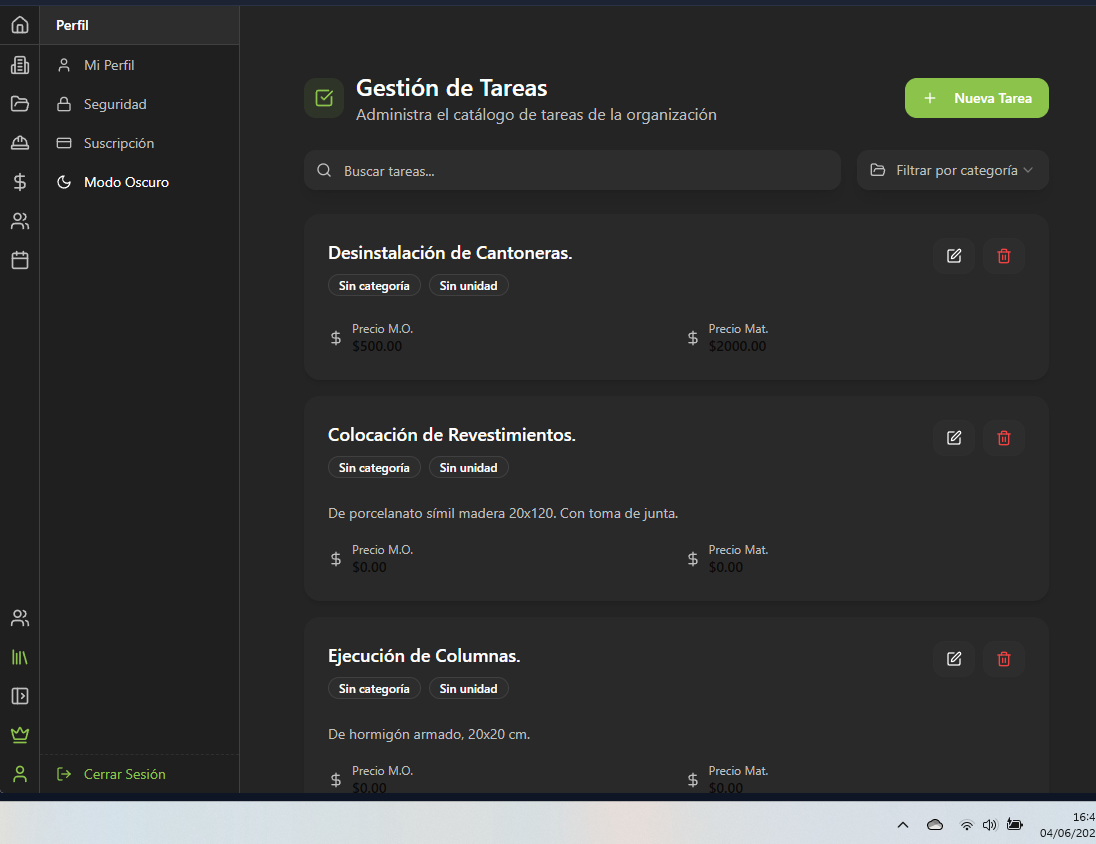 Perfil
Mi Perfil
Seguridad
Suscripción
Modo Oscuro
Cerrar Sesión
Gestión de Tareas
Administra el catálogo de tareas de la organización
Nueva Tarea
Buscar tareas...
Filtrar por categoría
Desinstalación de Cantoneras.
Sin categoría Sin unidad
Precio M.O. Precio Mat.
$500.00 $2000.00
Colocación de Revestimientos.
Sin categoría Sin unidad
De porcelanato símil madera 20x120. Con toma de junta.
Precio M.O. Precio Mat.
$0.00 $0.00
Ejecución de Columnas.
Sin categoría Sin unidad
De hormigón armado, 20x20 cm.
Precio M.O. Precio Mat.
$0.00 $0.00
16:4
04/06/202